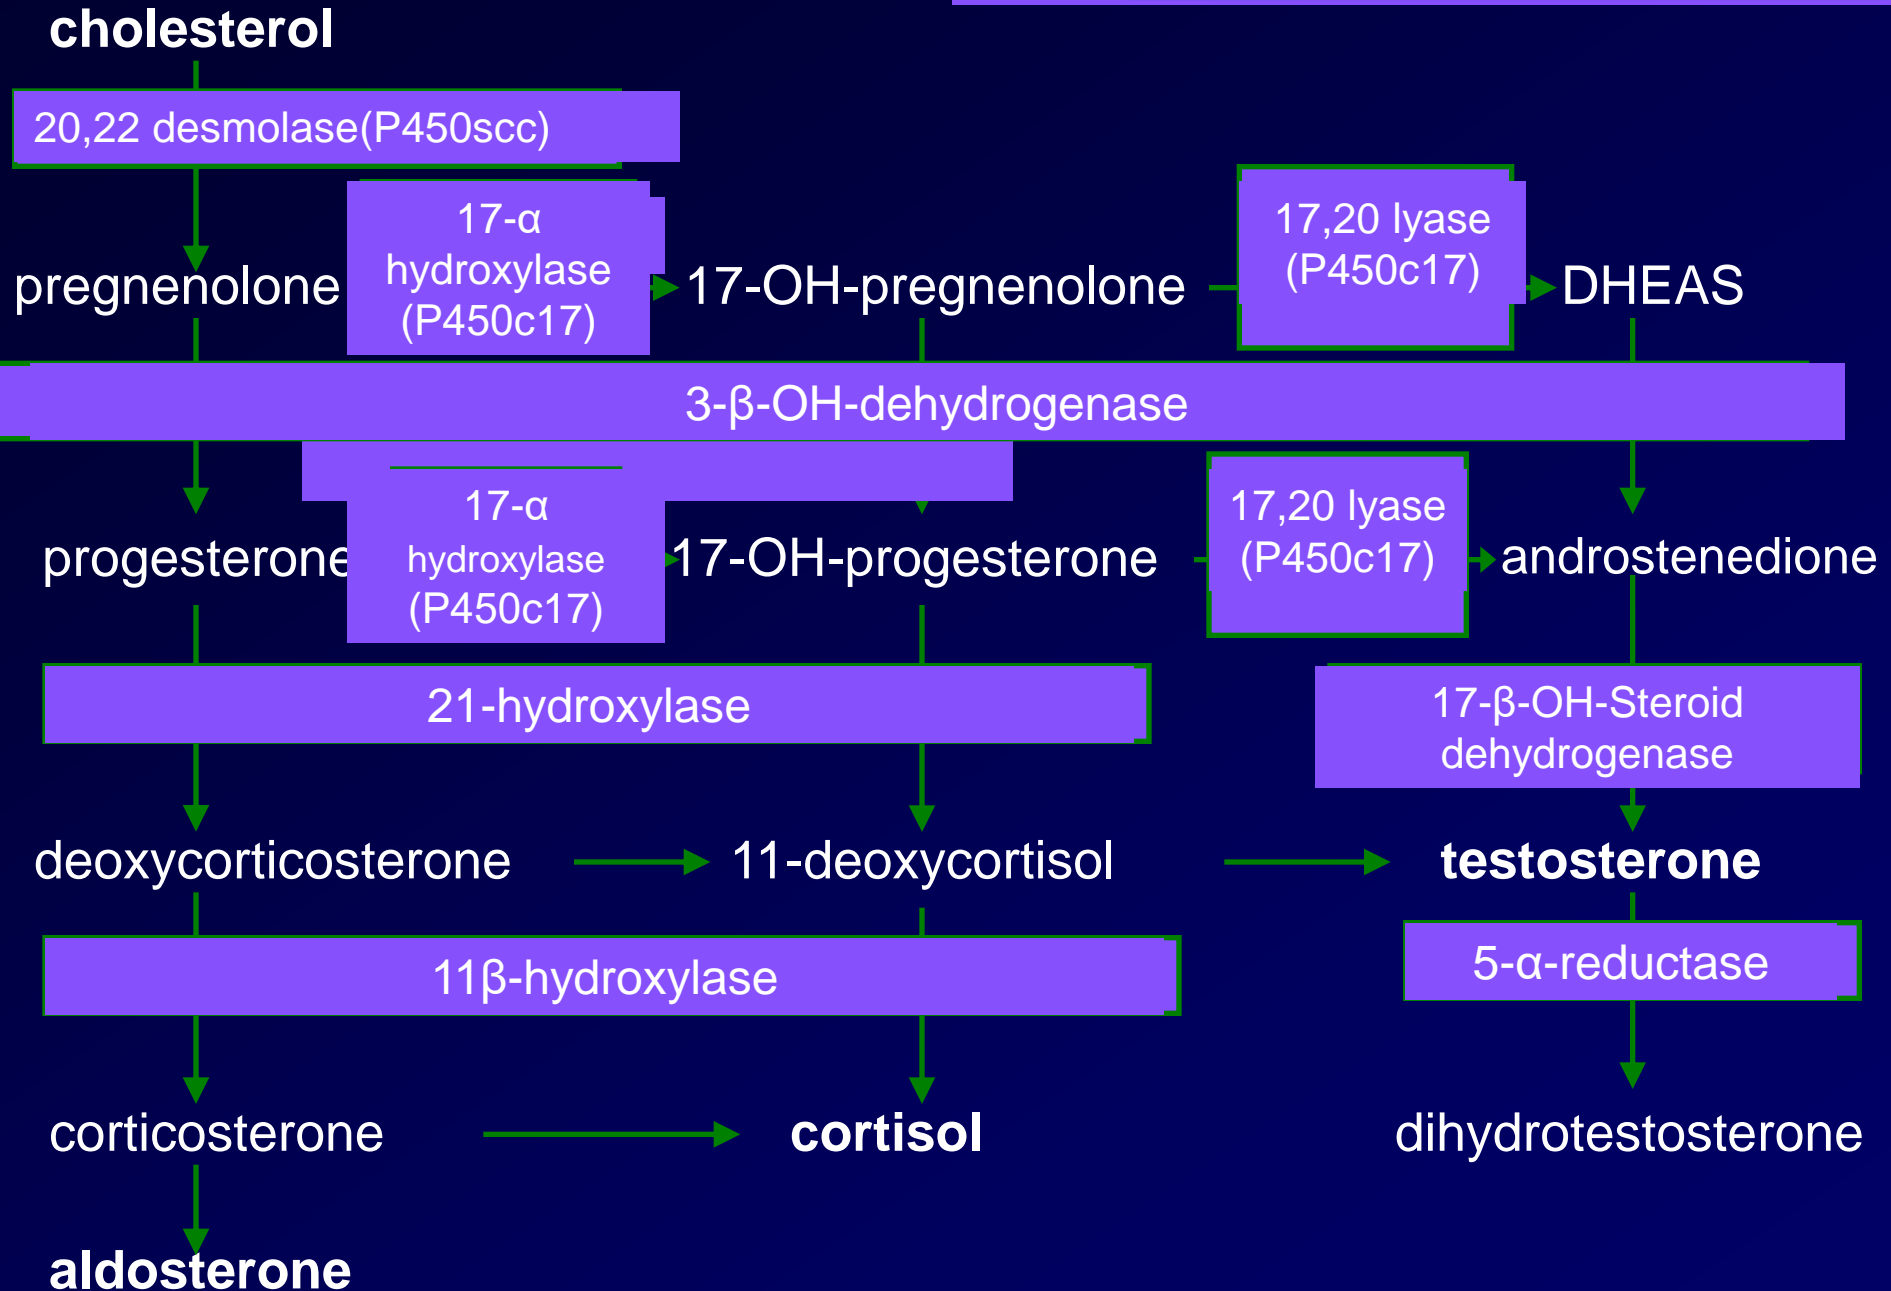 cholesterol
20,22 desmolase(P450scc)
17-α
hydroxylase
(P450c17)
17,20 lyase
(P450c17)
pregnenolone
17-OH-pregnenolone
DHEAS
3-β-OH-dehydrogenase
17-α
hydroxylase
(P450c17)
17,20 lyase
(P450c17)
progesterone
17-OH-progesterone
androstenedione
21-hydroxylase
17-β-OH-Steroid
dehydrogenase
deoxycorticosterone
11-deoxycortisol
testosterone
11β-hydroxylase
5-α-reductase
corticosterone
cortisol
dihydrotestosterone
aldosterone